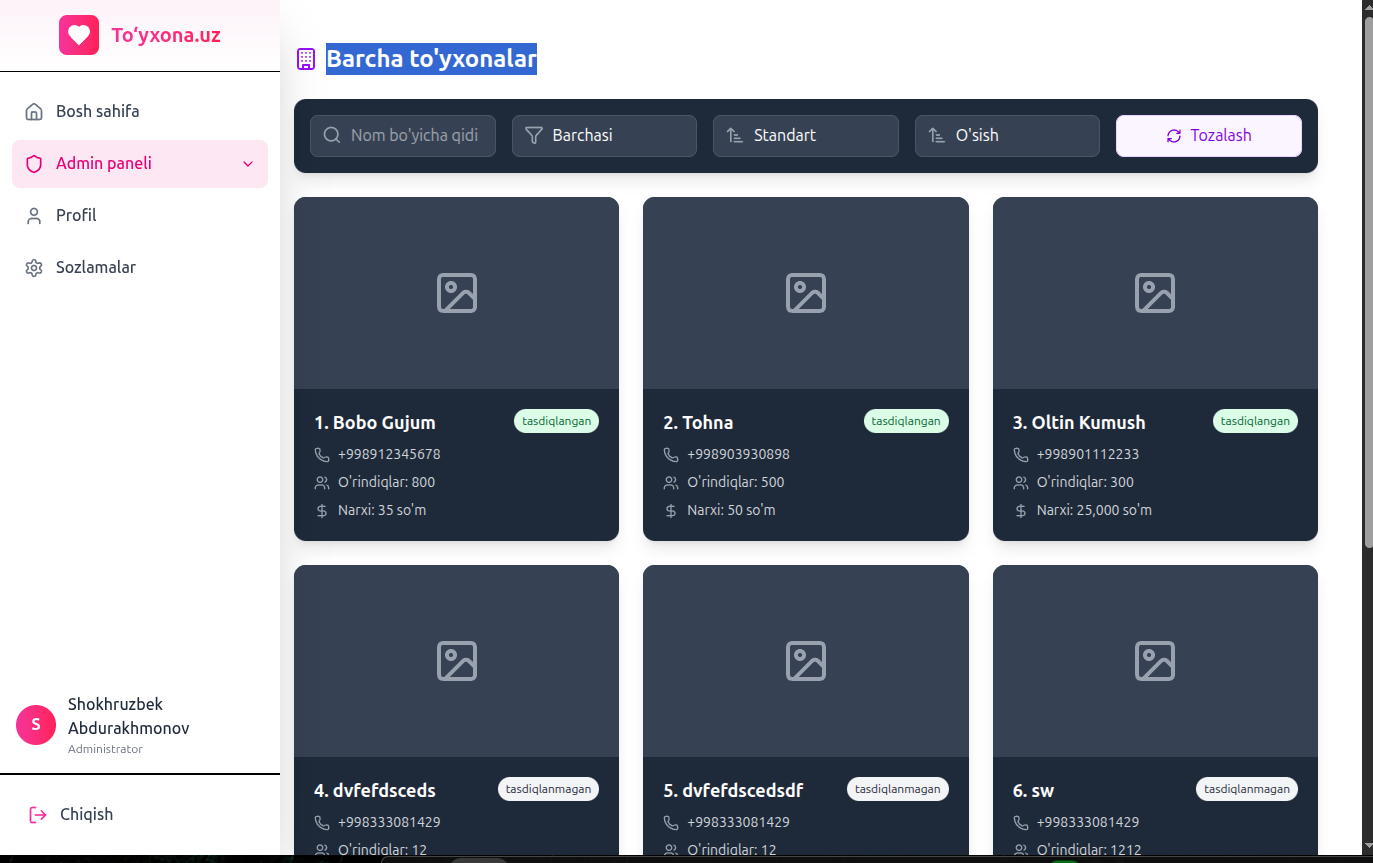 To‘yxona.uz
Bosh sahifa
Admin paneli
Profil
Sozlamalar
Shokhruzbek
Abdurakhmonov
Administrator
S
Chiqish
Barcha to'yxonalar
Nom bo'yicha qidi
Barchasi
Standart
O'sish
Tozalash
1. Bobo Gujum
tasdiqlangan
+998912345678
O'rindiqlar: 800
Narxi: 35 so'm
2. Tohna
tasdiqlangan
+998903930898
O'rindiqlar: 500
Narxi: 50 so'm
3. Oltin Kumush
tasdiqlangan
+998901112233
O'rindiqlar: 300
Narxi: 25,000 so'm
4. dvfefdsceds
tasdiqlanmagan
+998333081429
O'rindiqlar: 12
5. dvfefdscedsdf
tasdiqlanmagan
+998333081429
O'rindiqlar: 12
6. sw
tasdiqlanmagan
+998333081429
O'rindiqlar: 1212